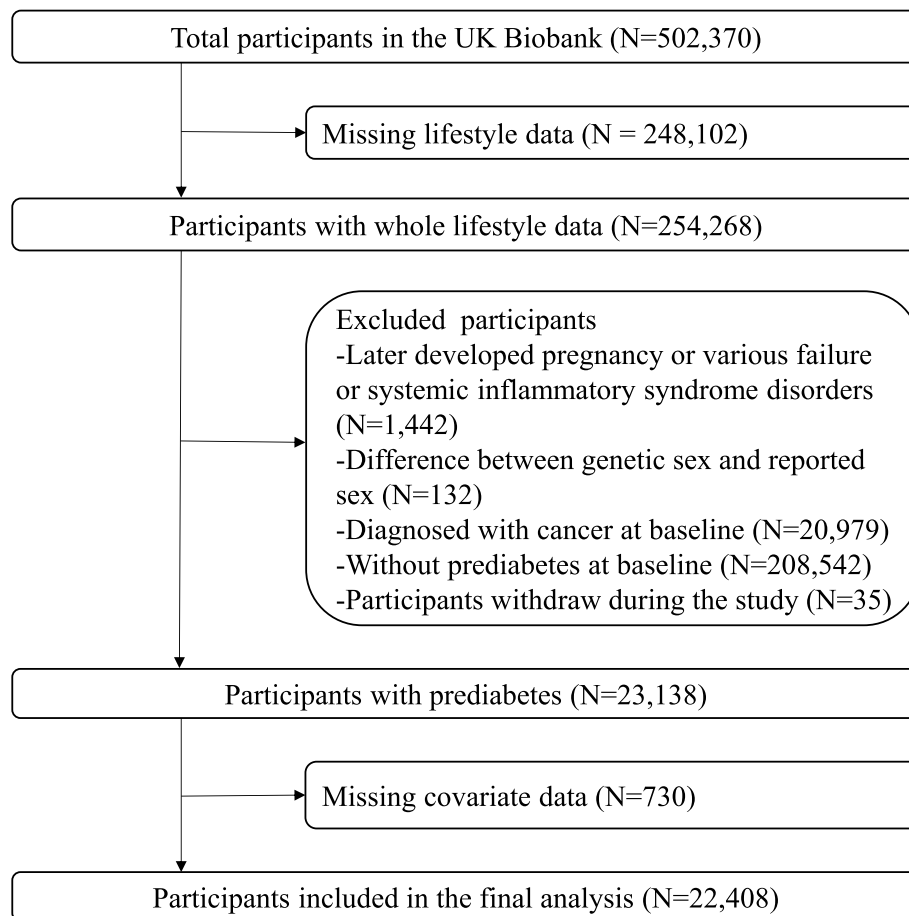 Total participants in the UK Biobank (N=502,370)
Missing lifestyle data (N = 248,102)
Participants with whole lifestyle data (N=254,268)
Excluded  participants
-Later developed pregnancy or various failure
or systemic inflammatory syndrome disorders
(N=1,442)
-Difference between genetic sex and reported
sex (N=132)
-Diagnosed with cancer at baseline (N=20,979)
-Without prediabetes at baseline (N=208,542)
-Participants withdraw during the study (N=35)
Participants with prediabetes (N=23,138)
Missing covariate data (N=730)
Participants included in the final analysis (N=22,408)